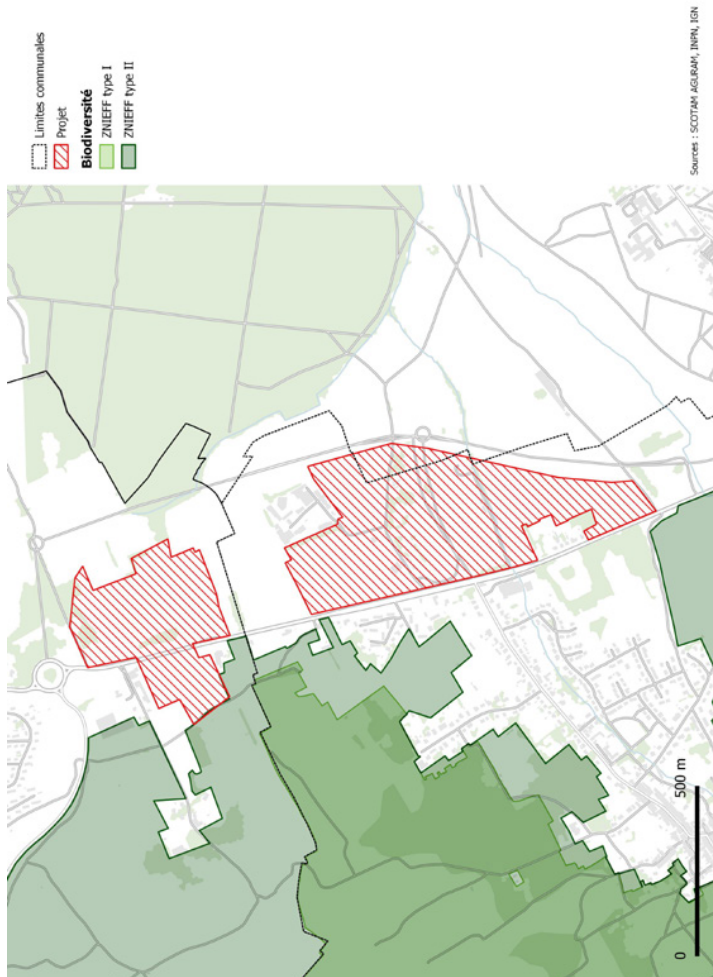 Limites communales
Projet
Biodiversité
ZNIEFF type I
ZNIEFF type II
0
500 m
Sources : SCOTAM AGURAM, INPN, IGN